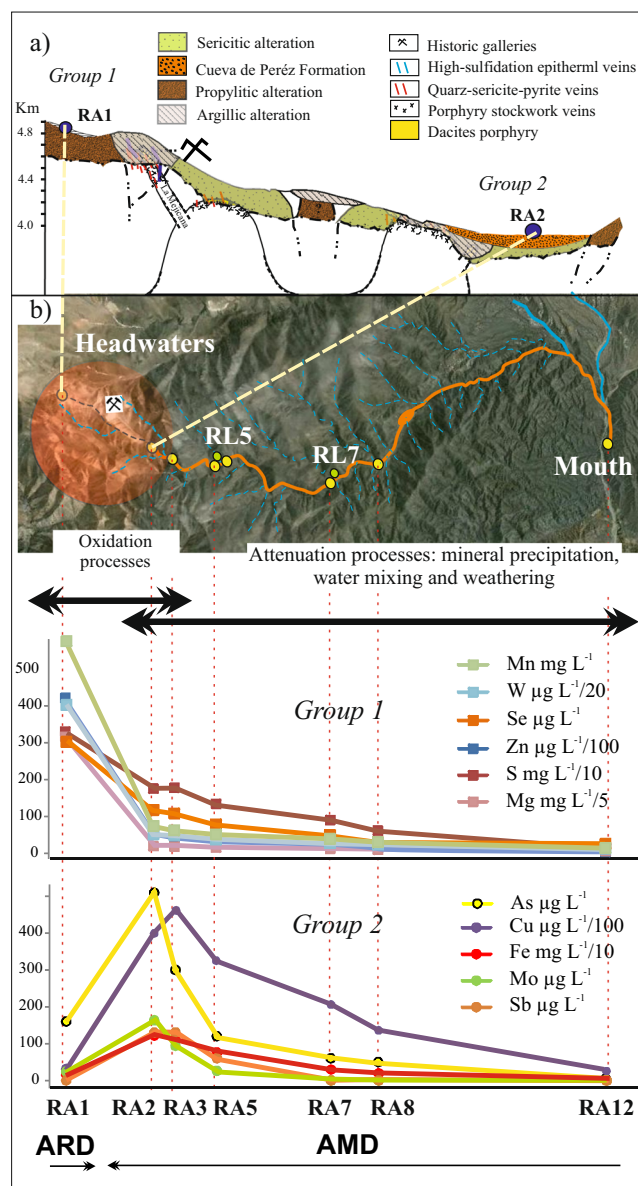 a)
Group 1
Sericitic alteration
Cueva de Peréz Formation
Propylitic alteration
Argillic alteration
Historic galleries
High-sulfidation epitherml veins
Quarz-sericite-pyrite veins
Porphyry stockwork veins
Dacites porphyry
Km
4.8
4.4
4.0
RA1
La Mejicana
Group 2
RA2
b)
Headwaters
RL5
RL7
Mouth
Oxidation
processes
Attenuation processes: mineral precipitation,
water mixing and weathering
500
400
300
200
100
0
Group 1
Mn mg L⁻¹
W µg L⁻¹/20
Se µg L⁻¹
Zn µg L⁻¹/100
S mg L⁻¹/10
Mg mg L⁻¹/5
400
300
200
100
0
Group 2
As µg L⁻¹
Cu µg L⁻¹/100
Fe mg L⁻¹/10
Mo µg L⁻¹
Sb µg L⁻¹
RA1 RA2 RA3 RA5 RA7 RA8 RA12
ARD AMD